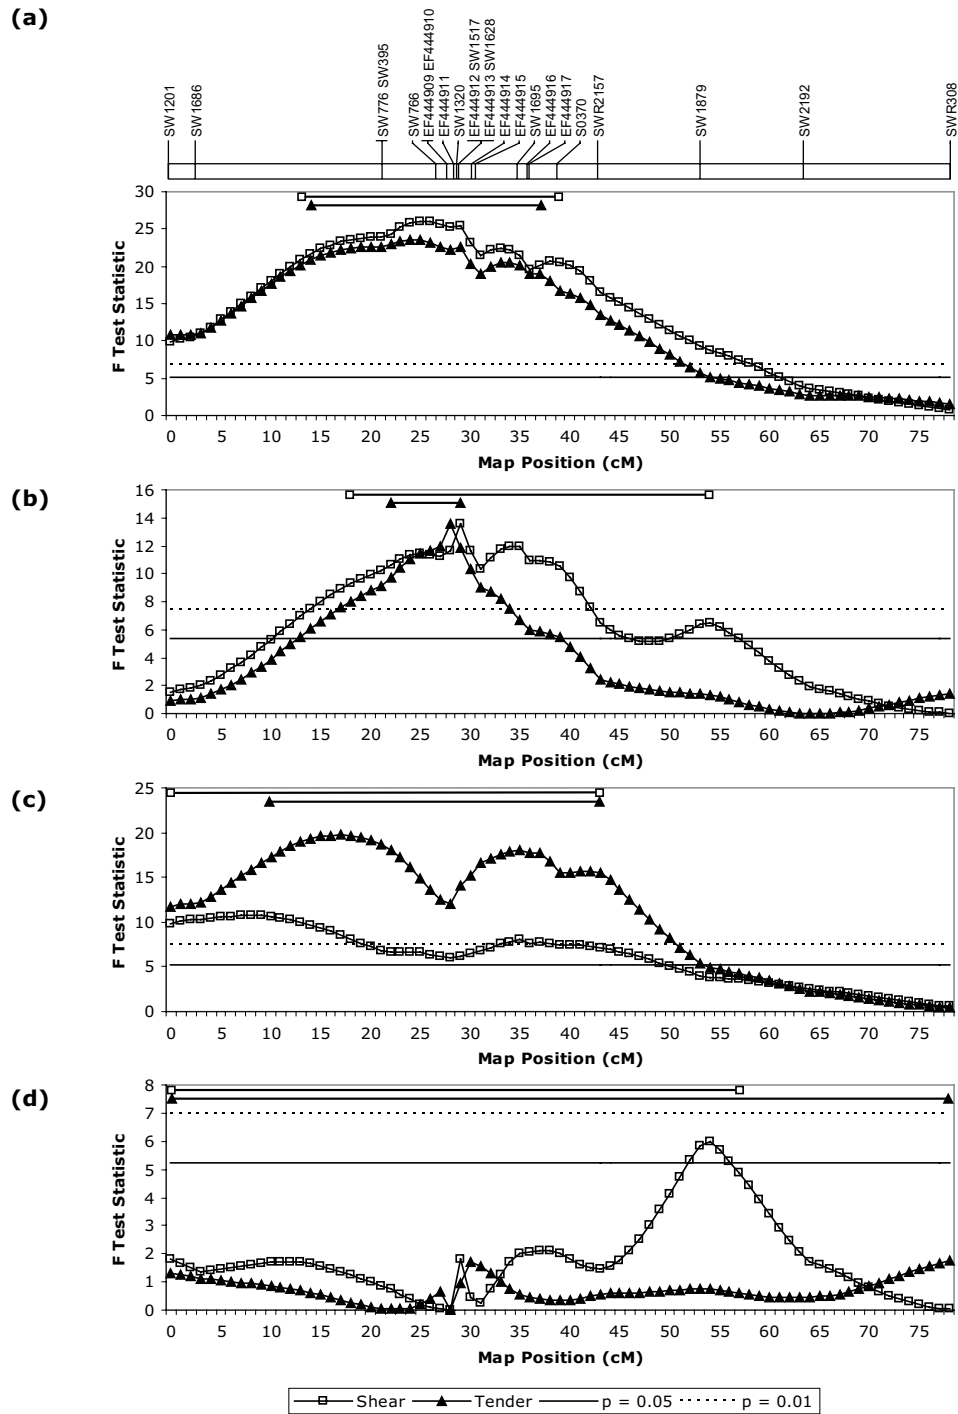 (a)
SW1201
SW1686
SW776 SW395
SW766
EF444909 EF444910
EF444911
SW1320
EF444912 SW1517
EF444913 SW1628
EF444914
EF444915
SW1695
EF444916
EF444917
S0370
SWR2157
SW1879
SW2192
SWR308
F Test Statistic
30
25
20
15
10
5
0
0 5 10 15 20 25 30 35 40 45 50 55 60 65 70 75
Map Position (cM)
(b)
F Test Statistic
16
14
12
10
8
6
4
2
0
0 5 10 15 20 25 30 35 40 45 50 55 60 65 70 75
Map Position (cM)
(c)
F Test Statistic
25
20
15
10
5
0
0 5 10 15 20 25 30 35 40 45 50 55 60 65 70 75
Map Position (cM)
(d)
F Test Statistic
8
7
6
5
4
3
2
1
0
0 5 10 15 20 25 30 35 40 45 50 55 60 65 70 75
Map Position (cM)
Shear Tender p = 0.05 p = 0.01